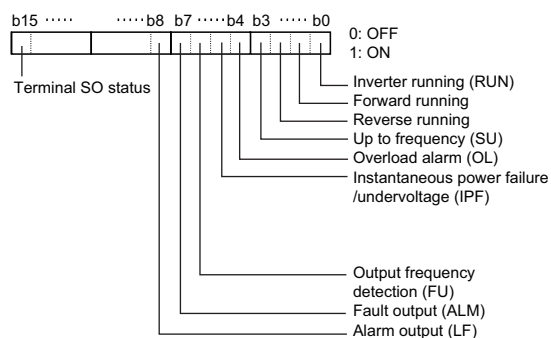 b15 ····· ·····b8 b7 ·····b4 b3 ····· b0
0: OFF
1: ON
Terminal SO status
Inverter running (RUN)
Forward running
Reverse running
Up to frequency (SU)
Overload alarm (OL)
Instantaneous power failure
/undervoltage (IPF)
Output frequency
detection (FU)
Fault output (ALM)
Alarm output (LF)